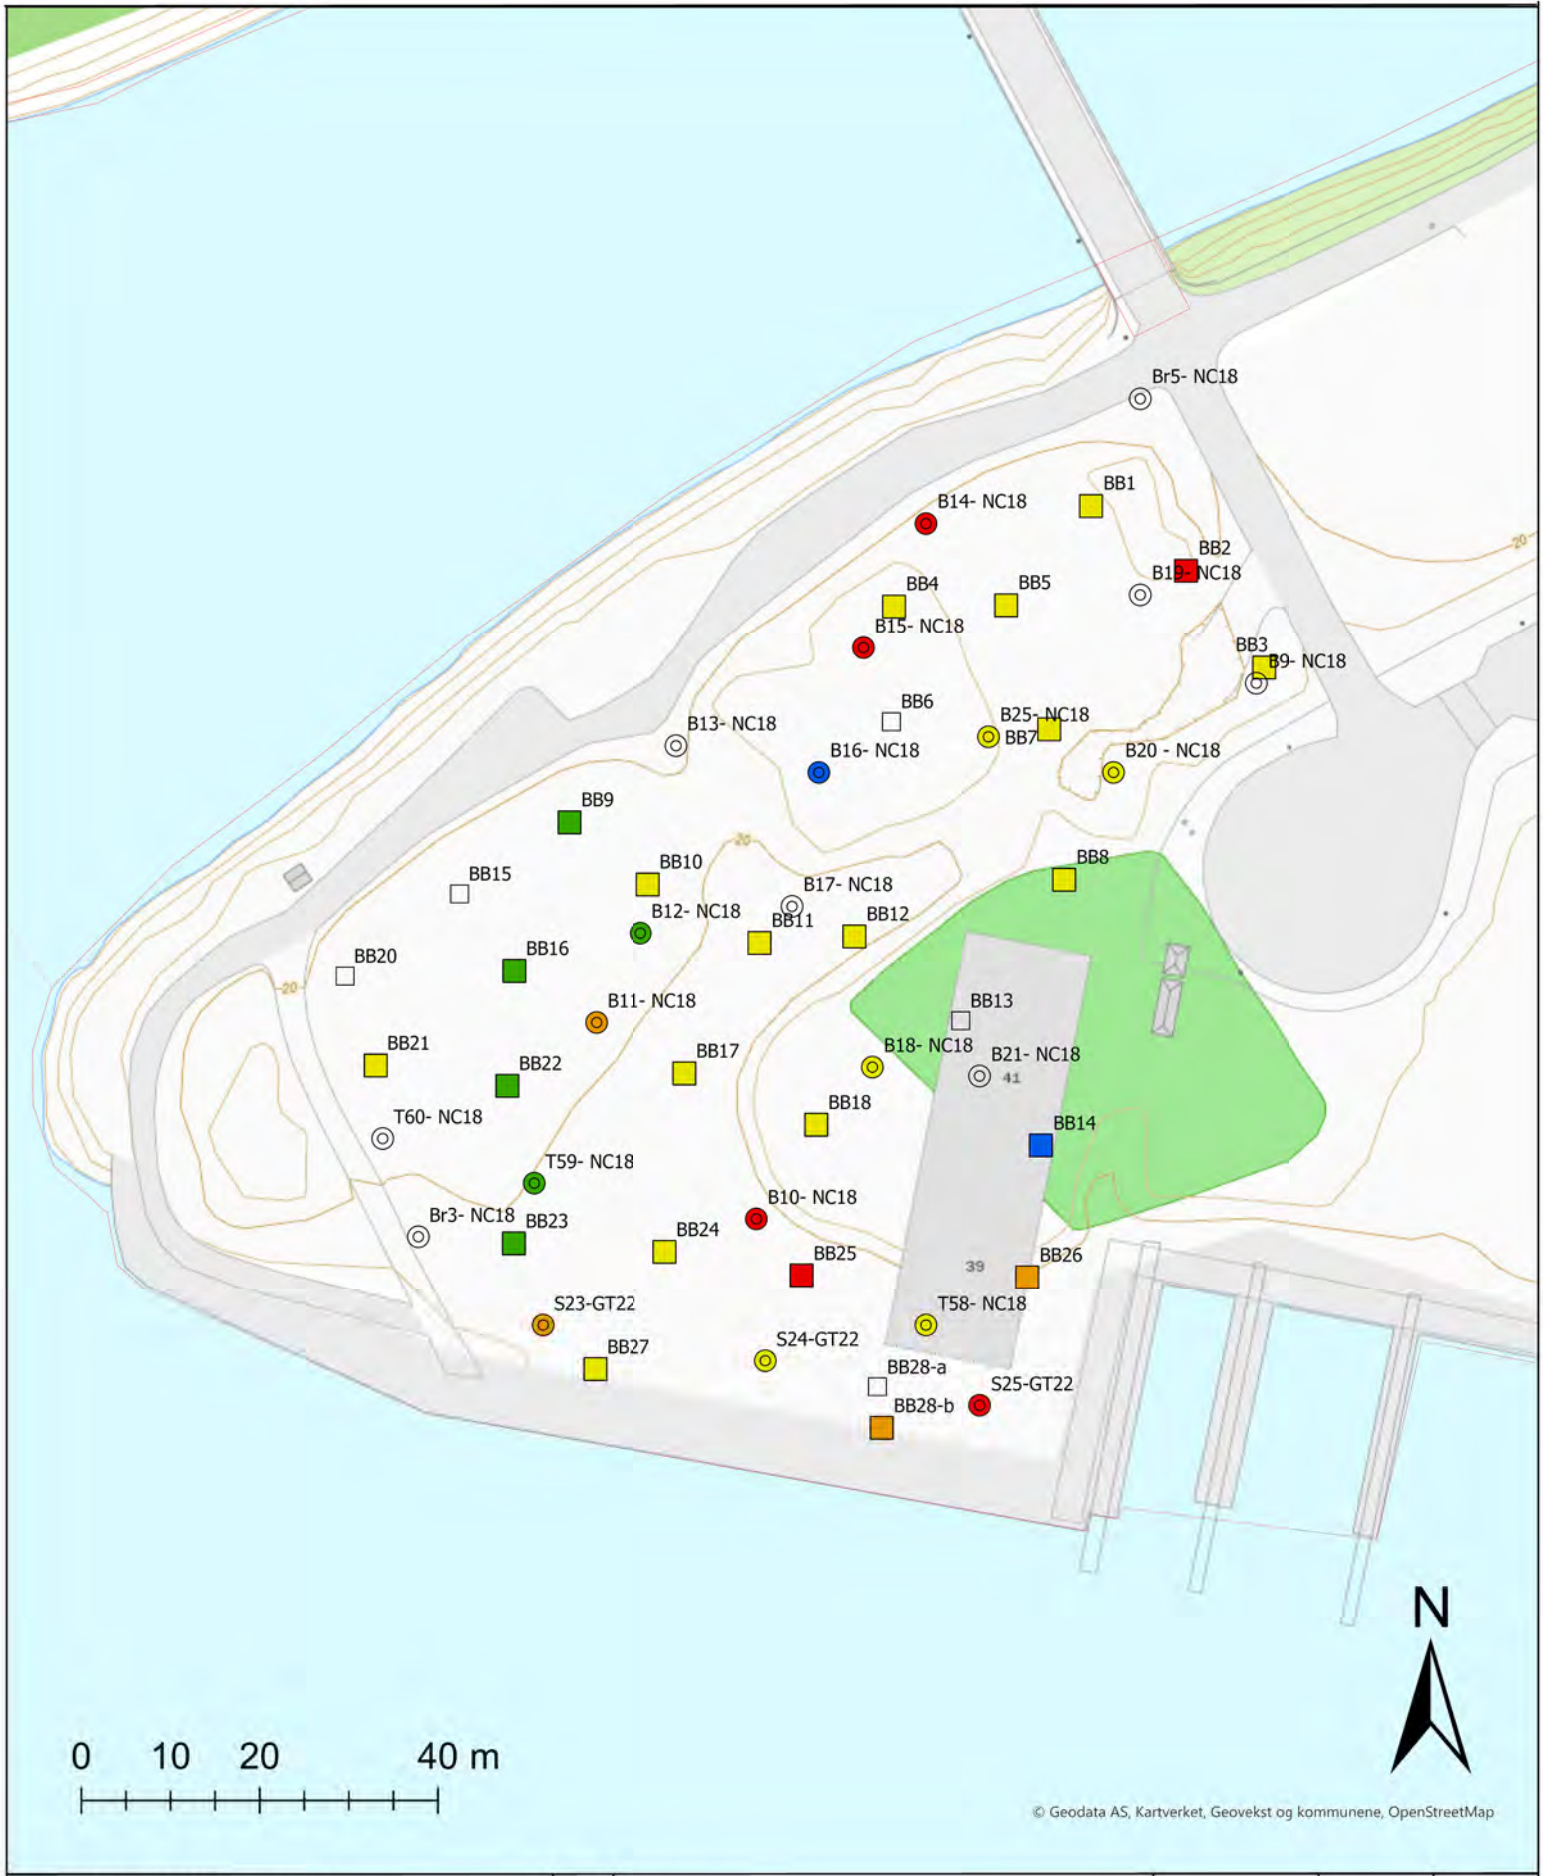 Br5- NC18
BB1
B14- NC18
-20-
BB2
B19- NC18
BB4
BB5
B15- NC18
BB3
B9- NC18
BB6
B25- NC18
B13- NC18
BB7
B16- NC18
B20 - NC18
BB9
20
BB10
BB8
BB15
B17- NC18
B12- NC18
BB11
BB12
BB16
BB20
-20-
B11- NC18
BB13
BB21
BB17
B18- NC18
B21- NC18
41
BB22
BB18
T60- NC18
BB14
T59- NC18
B10- NC18
Br3- NC18
BB23
BB24
BB25
BB26
39
S23-GT22
T58- NC18
BB27
S24-GT22
BB28-a
S25-GT22
BB28-b
N
0 10 20 40 m
© Geodata AS, Kartverket, Geovekst og kommunene, OpenStreetMap